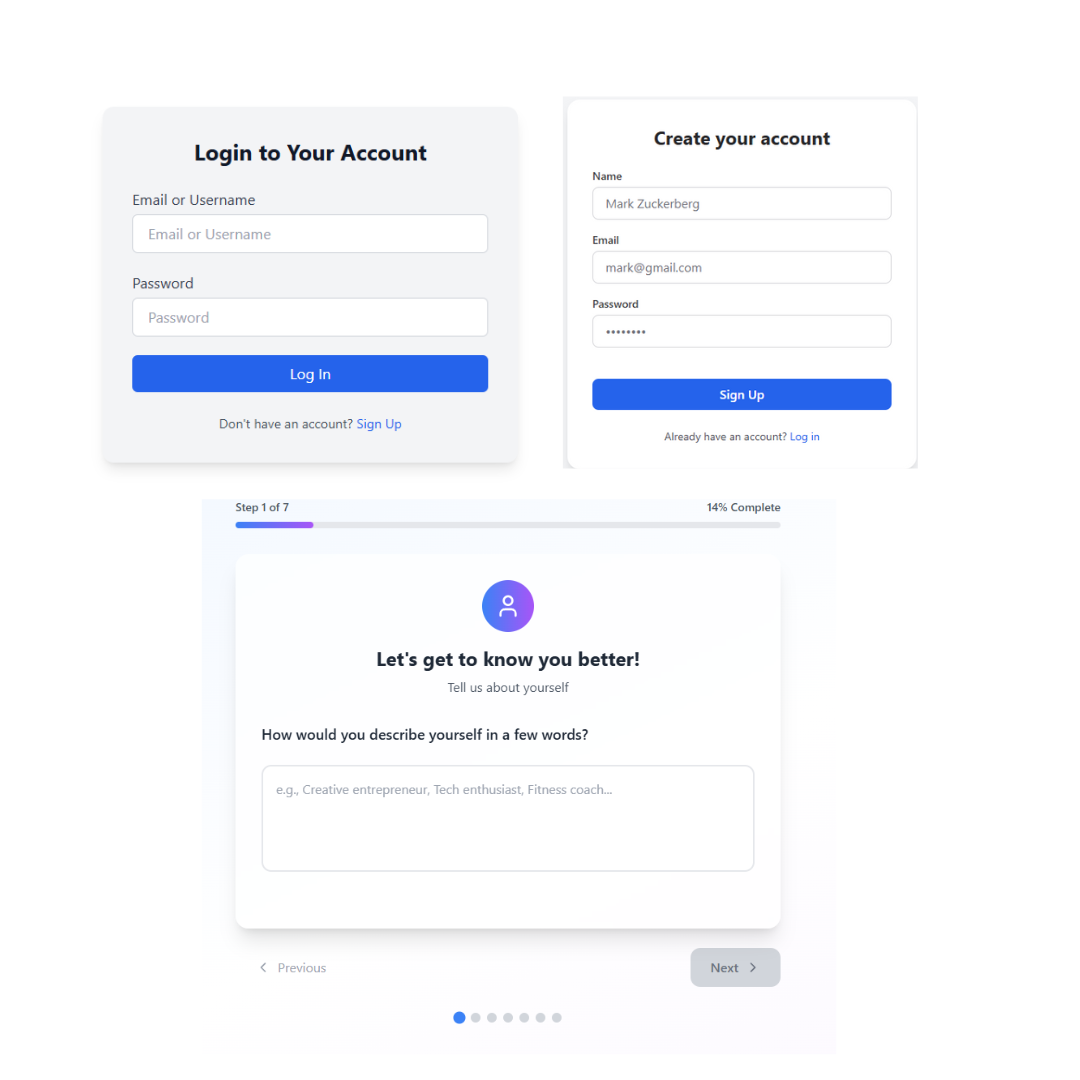 Login to Your Account
Email or Username
Email or Username
Password
Password
Log In
Don't have an account? Sign Up
Create your account
Name
Mark Zuckerberg
Email
mark@gmail.com
Password
••••••••
Sign Up
Already have an account? Log in
Step 1 of 7
14% Complete
Let's get to know you better!
Tell us about yourself
How would you describe yourself in a few words?
e.g., Creative entrepreneur, Tech enthusiast, Fitness coach...
Previous
Next